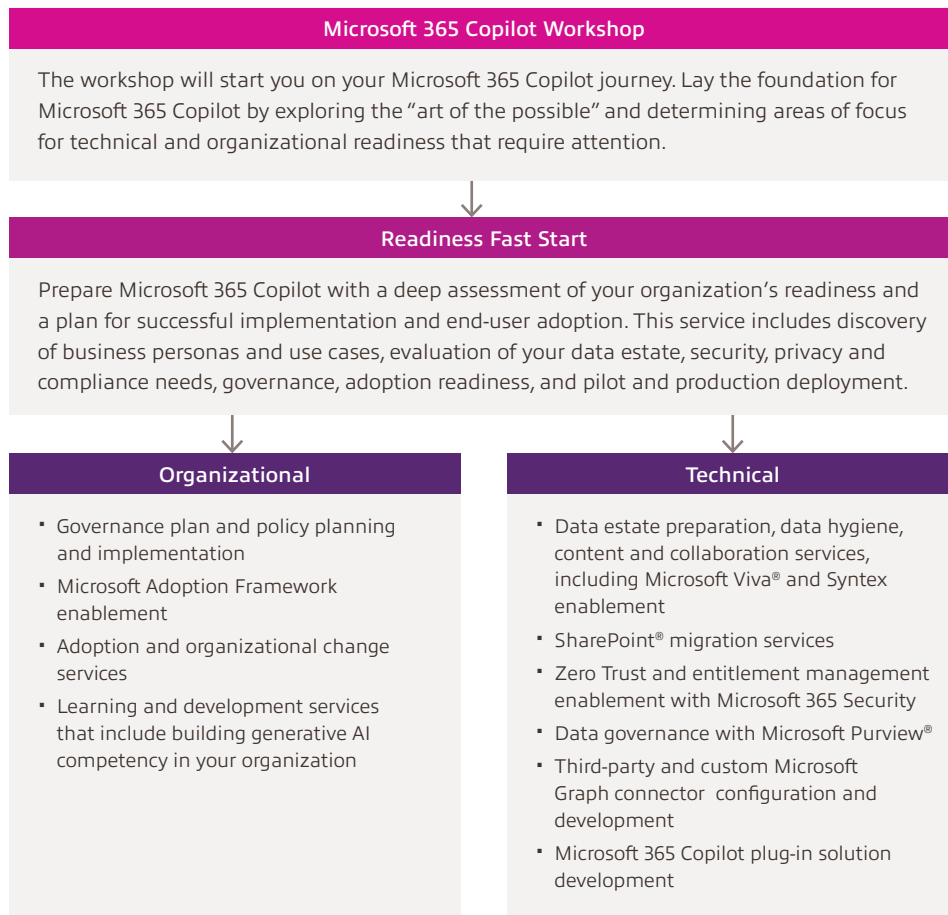 Microsoft 365 Copilot Workshop
The workshop will start you on your Microsoft 365 Copilot journey. Lay the foundation for
Microsoft 365 Copilot by exploring the “art of the possible” and determining areas of focus
for technical and organizational readiness that require attention.
Readiness Fast Start
Prepare Microsoft 365 Copilot with a deep assessment of your organization’s readiness and
a plan for successful implementation and end-user adoption. This service includes discovery
of business personas and use cases, evaluation of your data estate, security, privacy and
compliance needs, governance, adoption readiness, and pilot and production deployment.
Organizational
▪ Governance plan and policy planning
and implementation
▪ Microsoft Adoption Framework
enablement
▪ Adoption and organizational change
services
▪ Learning and development services
that include building generative AI
competency in your organization
Technical
▪ Data estate preparation, data hygiene,
content and collaboration services,
including Microsoft Viva® and Syntex
enablement
▪ SharePoint® migration services
▪ Zero Trust and entitlement management
enablement with Microsoft 365 Security
▪ Data governance with Microsoft Purview®
▪ Third-party and custom Microsoft
Graph connector configuration and
development
▪ Microsoft 365 Copilot plug-in solution
development